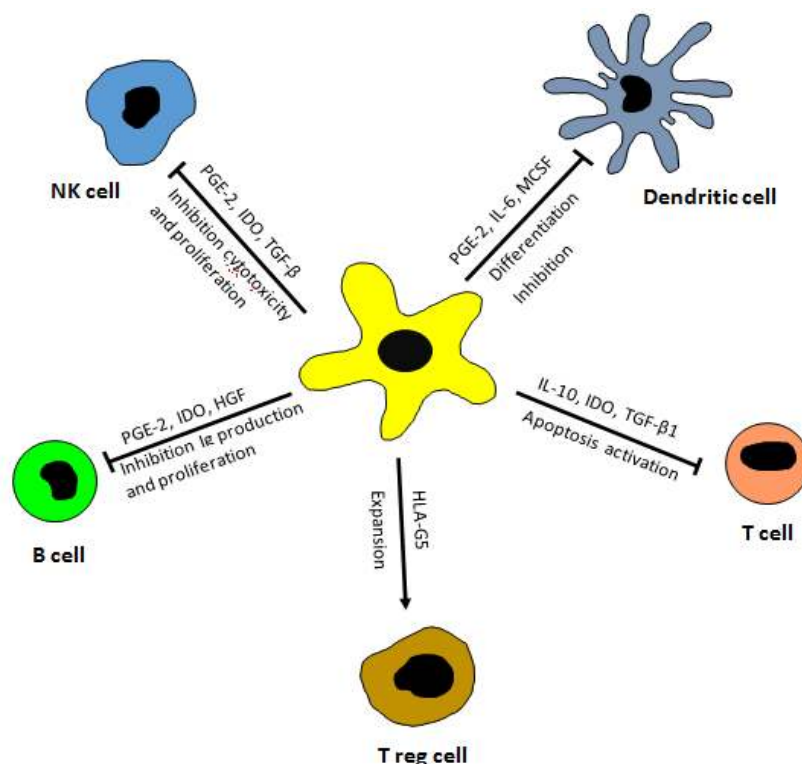 NK cell
PGE-2, IDO, TGF-β
Inhibition cytotoxicity
and proliferation
Dendritic cell
PGE-2, IL-6, MCSF
Differentiation
Inhibition
PGE-2, IDO, HGF
Inhibition Ig production
and proliferation
B cell
IL-10, IDO, TGF-β1
Apoptosis activation
T cell
HLA-G5
Expansion
T reg cell